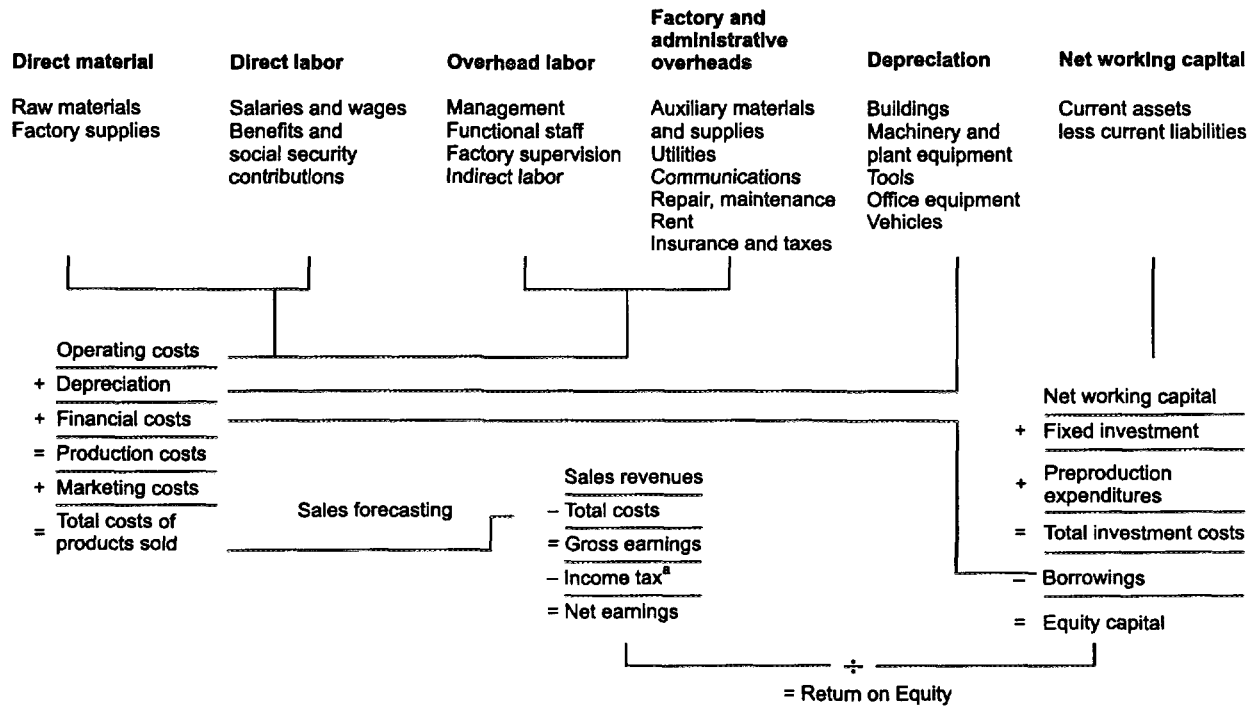 Direct material
Raw materials
Factory supplies
Direct labor
Salaries and wages
Benefits and
social security
contributions
Overhead labor
Management
Functional staff
Factory supervision
Indirect labor
Factory and
administrative
overheads
Auxiliary materials
and supplies
Utilities
Communications
Repair, maintenance
Rent
Insurance and taxes
Depreciation
Buildings
Machinery and
plant equipment
Tools
Office equipment
Vehicles
Net working capital
Current assets
less current liabilities
Operating costs
+ Depreciation
+ Financial costs
= Production costs
+ Marketing costs
= Total costs of
products sold
Sales forecasting
Sales revenues
– Total costs
= Gross earnings
– Income taxᵃ
= Net earnings
Net working capital
+ Fixed investment
+ Preproduction
expenditures
= Total investment costs
– Borrowings
= Equity capital
÷
= Return on Equity